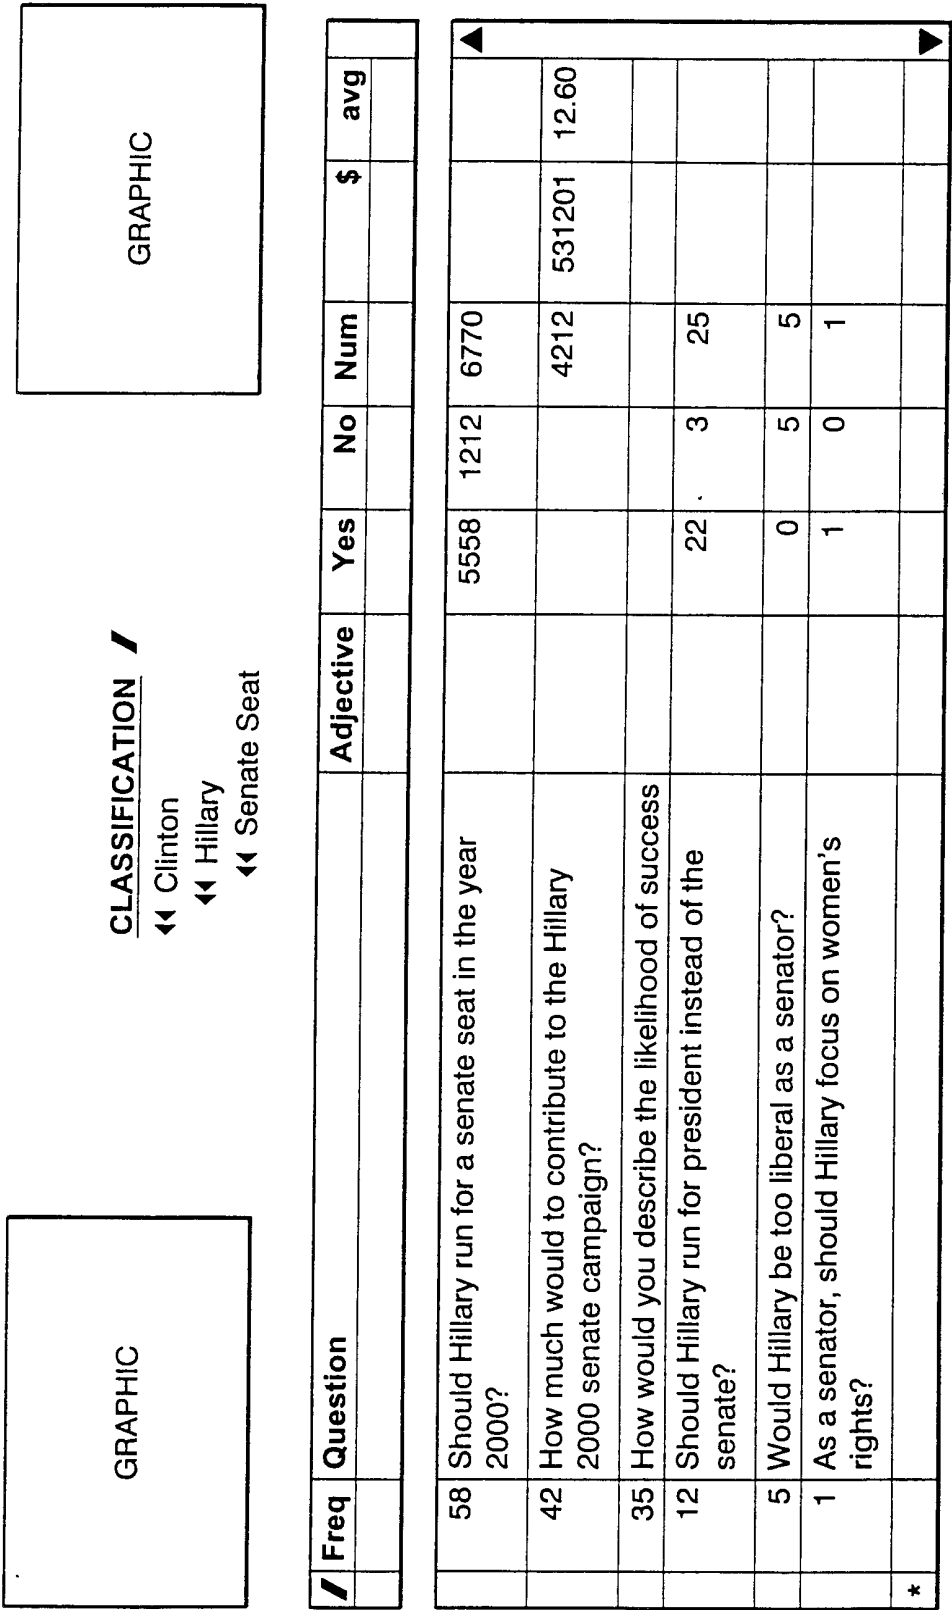 GRAPHIC
CLASSIFICATION
Clinton
Hillary
Senate Seat
GRAPHIC
Freq Question Adjective Yes No Num $ avg
58 Should Hillary run for a senate seat in the year 5558 1212 6770
2000?
42 How much would to contribute to the Hillary 4212 531201 12.60
2000 senate campaign?
35 How would you describe the likelihood of success
12 Should Hillary run for president instead of the 22 3 25
senate?
5 Would Hillary be too liberal as a senator? 0 5 5
1 As a senator, should Hillary focus on women's 1 0 1
rights?
*